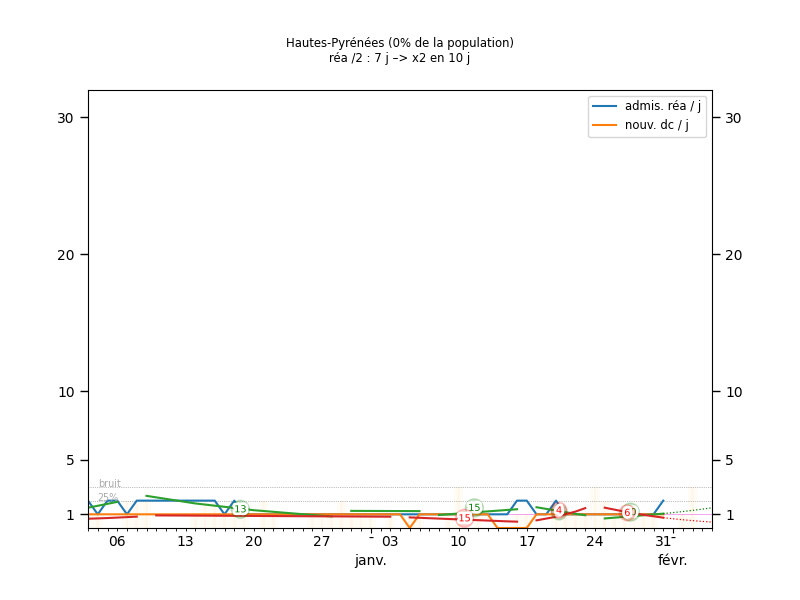 Hautes-Pyrénées (0% de la population)
réa /2 : 7 j –> x2 en 10 j
admis. réa / j
nouv. dc / j
30 30
20 20
10 10
5 5
bruit
25%
13 15 15 4 6
1 1
06 13 20 27 - 03 10 17 24 31-
janv. févr.